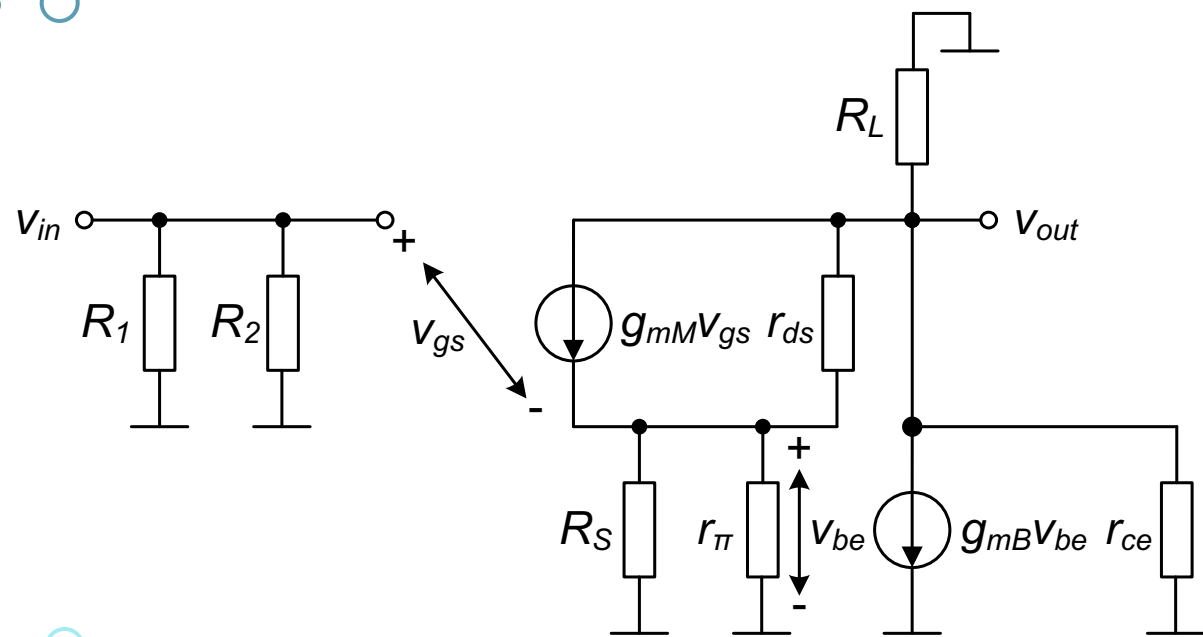 R_L
v_in
+
v_out
R_1
R_2
v_gs
g_mM v_gs
r_ds
-
+
R_S
r_π
v_be
g_mB v_be
r_ce
-